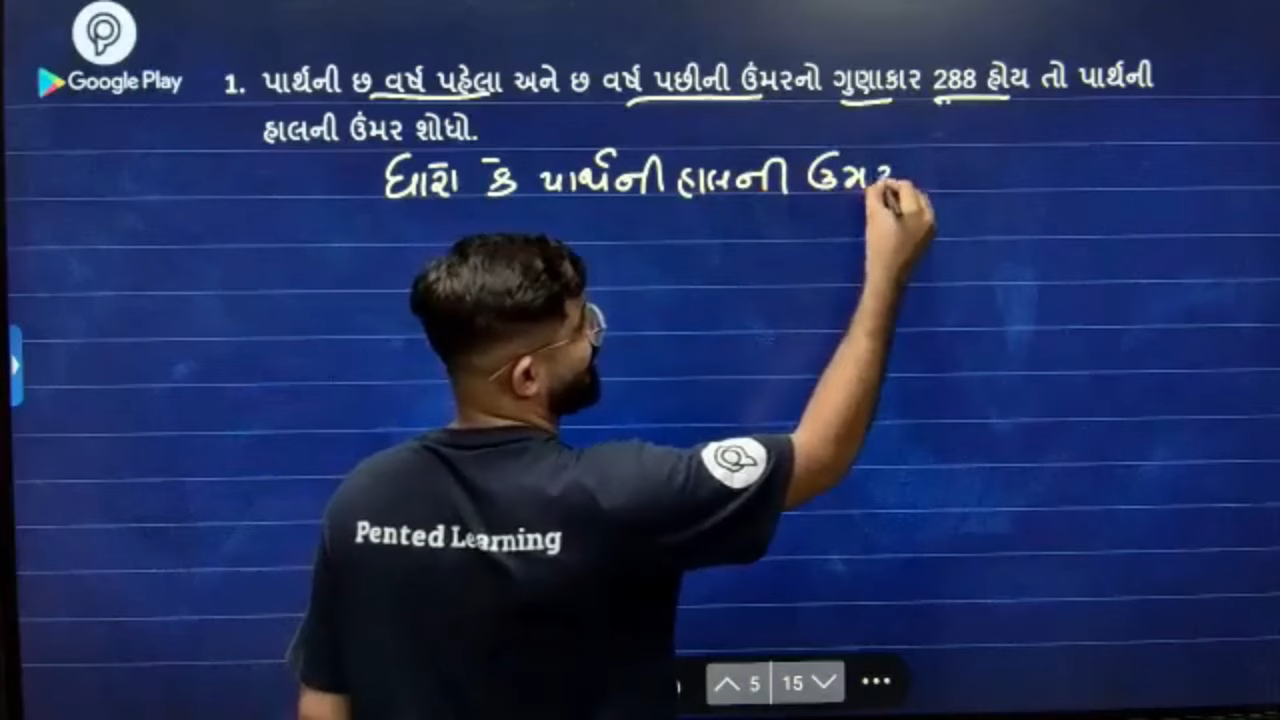 Google Play
1. પાર્થની છ વર્ષ પહેલા અને છ વર્ષ પછીની ઉંમરનો ગુણાકાર 288 હોય તો પાર્થની
હાલની ઉંમર શોધો.
ધારો કે પાર્થની હાલની ઉમર
Pented Learning
5 15